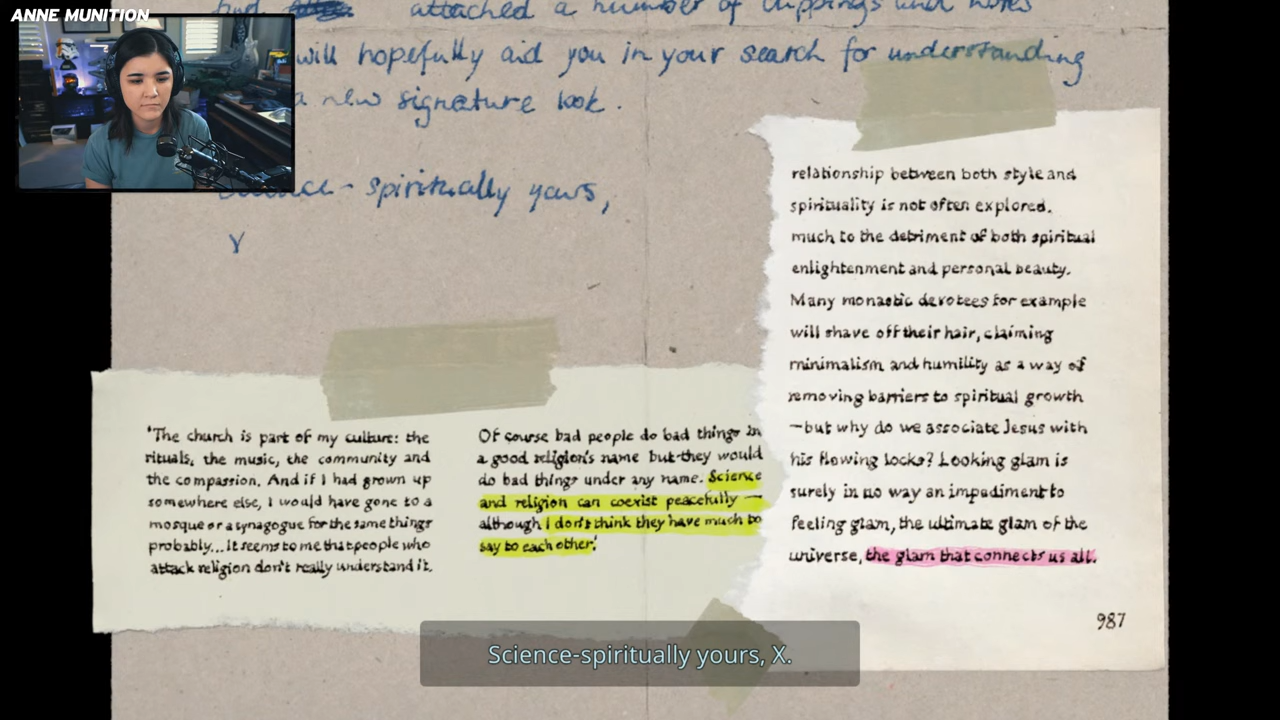 ANNE MUNITION
attached a number of clippings and notes
will hopefully aid you in your search for understanding
a new signature look.
- spiritually yours,
relationship between both style and
spirituality is not often explored.
much to the detriment of both spiritual
enlightenment and personal beauty.
Many monastic devotees for example
will shave off their hair, claiming
minimalism and humility as a way of
removing barriers to spiritual growth
—but why do we associate Jesus with
his flowing locks? Looking glam is
surely in no way an impadiment to
feeling glam, the ultimate glam of the
universe, the glam that connects us all.
987
'The church is part of my culture: the
rituals, the music, the community and
the compassion. And if I had grown up
somewhere else, I would have gone to a
mosque or a synagogue for the same things
probably... it seems to me that people who
attack religion don't really understand it.
Of course bad people do bad things in
a good religion's name but they would
do bad things under any name. Science
and religion can coexist peacefully —
although I don't think they have much to
say to each other.'
Science-spiritually yours, X.